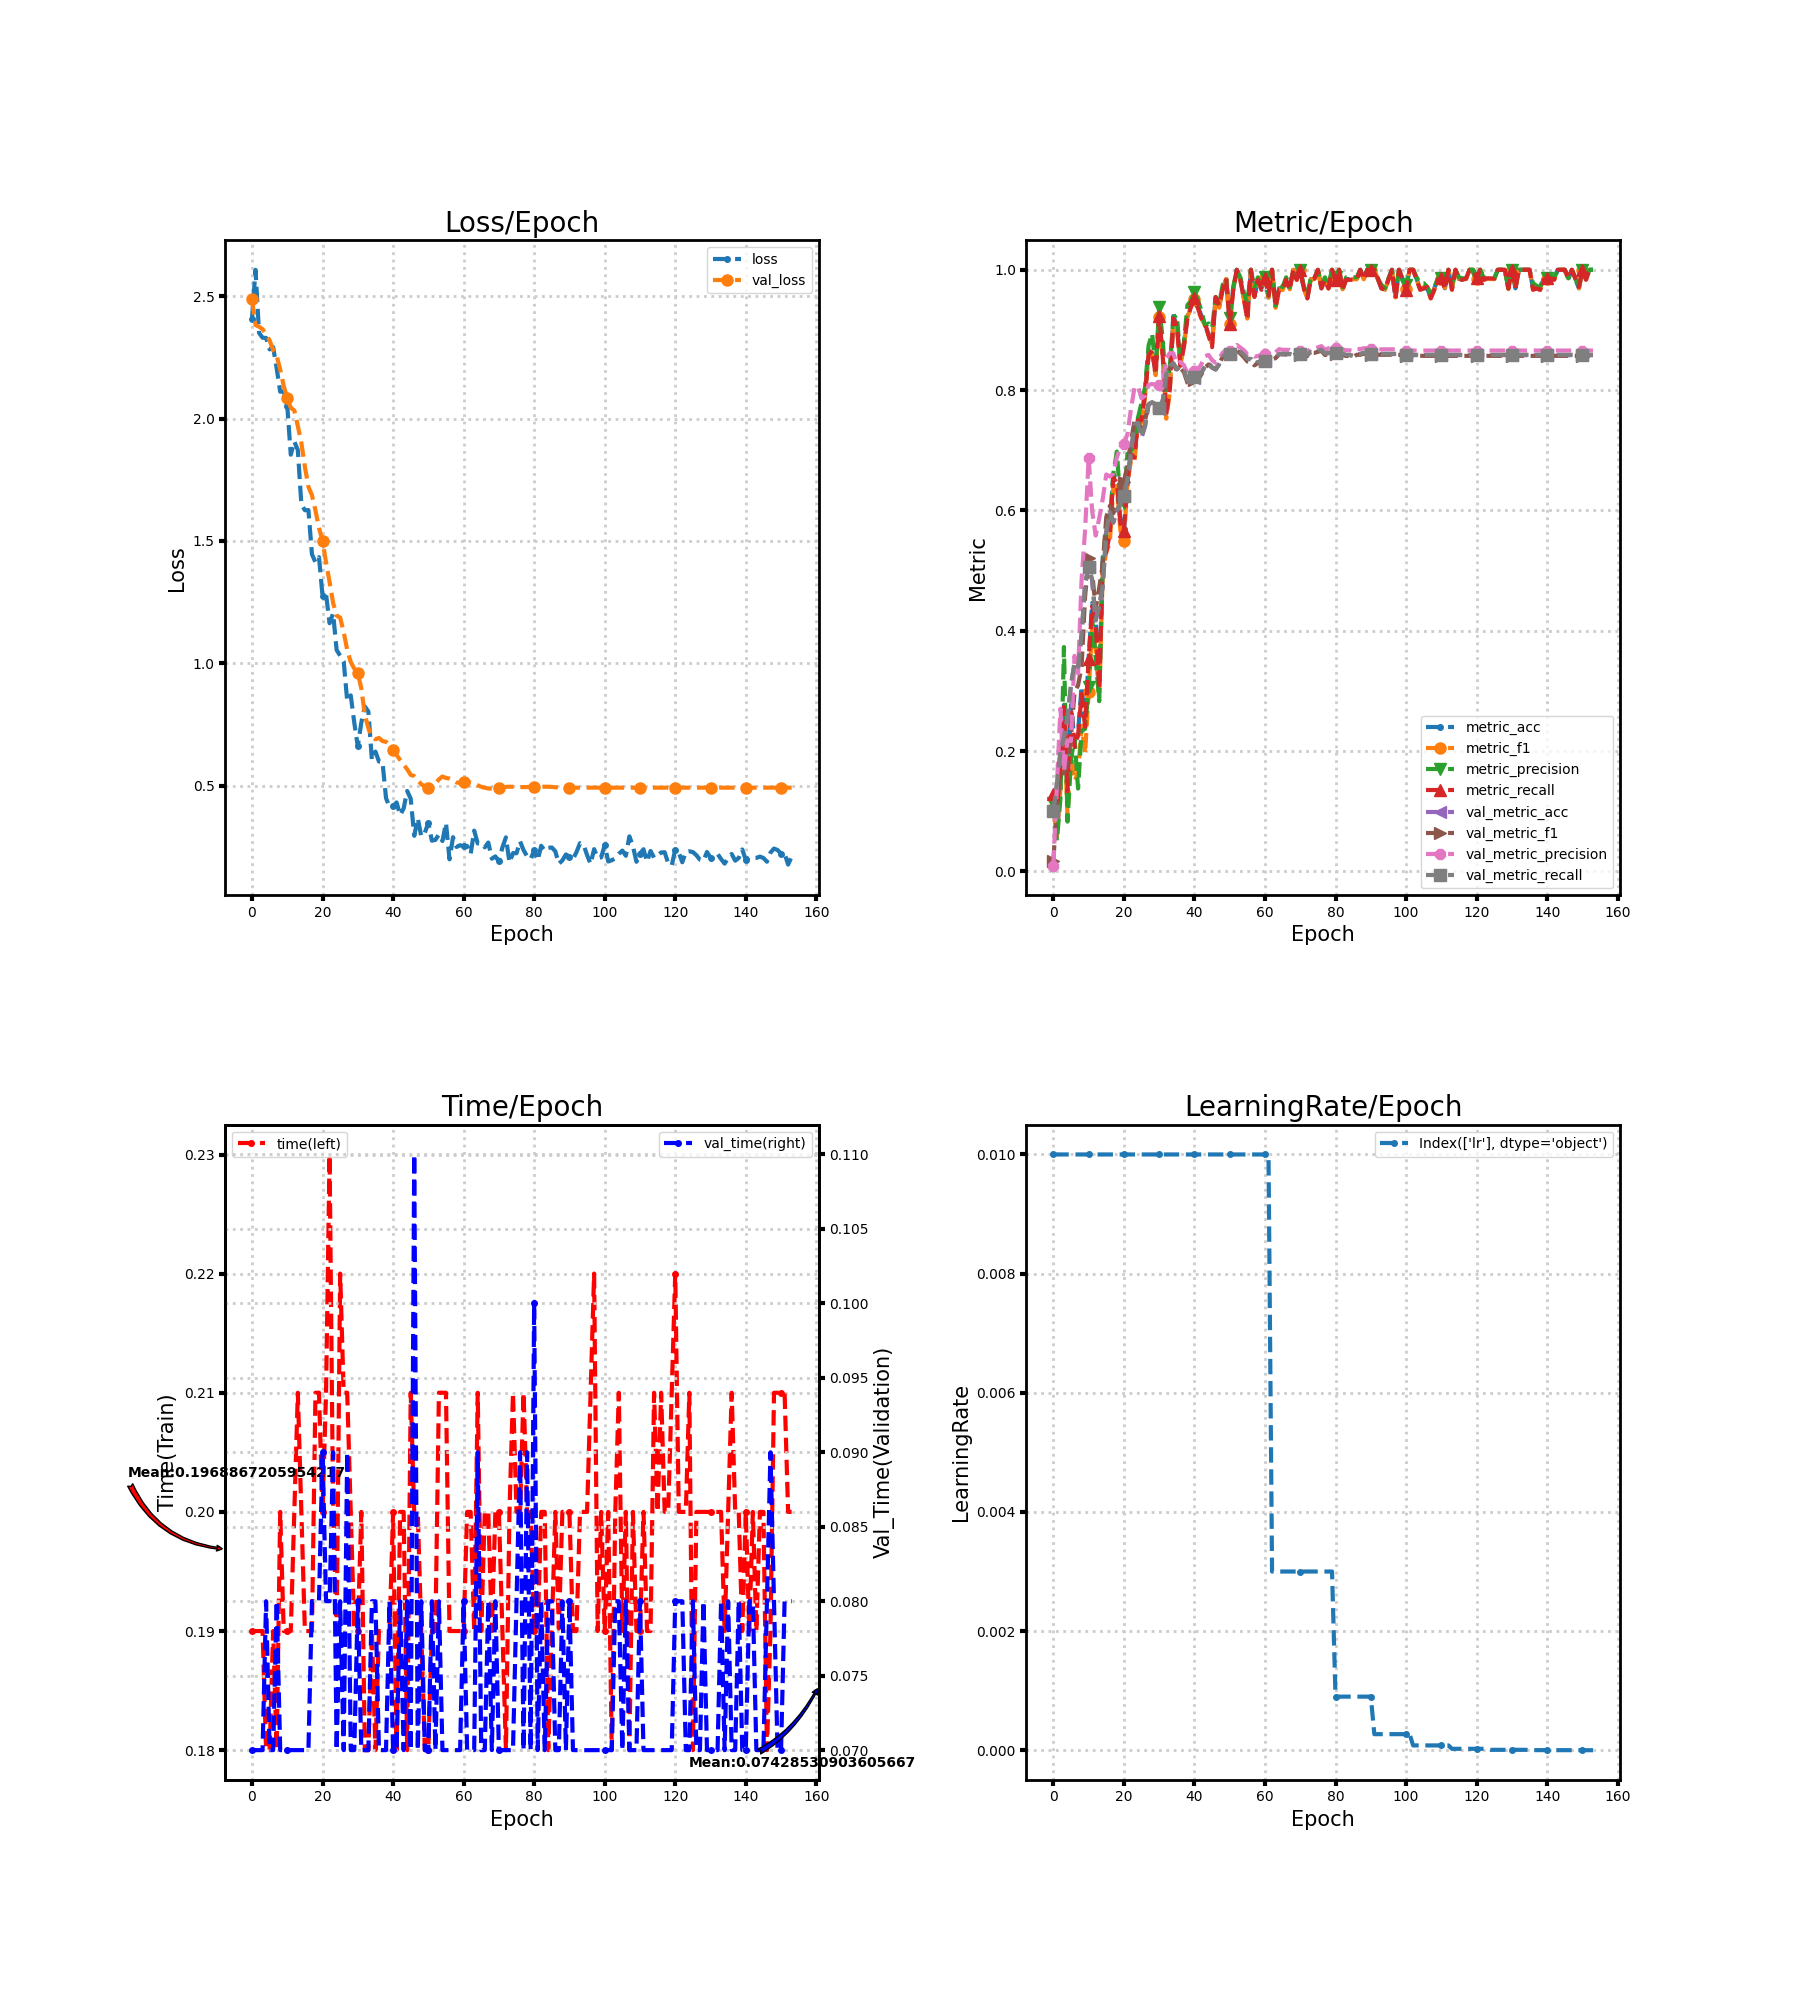 Loss/Epoch
loss
val_loss
2.5
2.0
1.5
1.0
0.5
Loss
0 20 40 60 80 100 120 140 160
Epoch
Metric/Epoch
1.0
0.8
0.6
0.4
0.2
0.0
Metric
metric_acc
metric_f1
metric_precision
metric_recall
val_metric_acc
val_metric_f1
val_metric_precision
val_metric_recall
0 20 40 60 80 100 120 140 160
Epoch
Time/Epoch
time(left)
val_time(right)
0.23
0.22
0.21
0.20
0.19
0.18
Time(Train)
Mean:0.1968867205954217
0.110
0.105
0.100
0.095
0.090
0.085
0.080
0.075
0.070
Val_Time(Validation)
Mean:0.07428530903605667
0 20 40 60 80 100 120 140 160
Epoch
LearningRate/Epoch
Index(['lr'], dtype='object')
0.010
0.008
0.006
0.004
0.002
0.000
LearningRate
0 20 40 60 80 100 120 140 160
Epoch